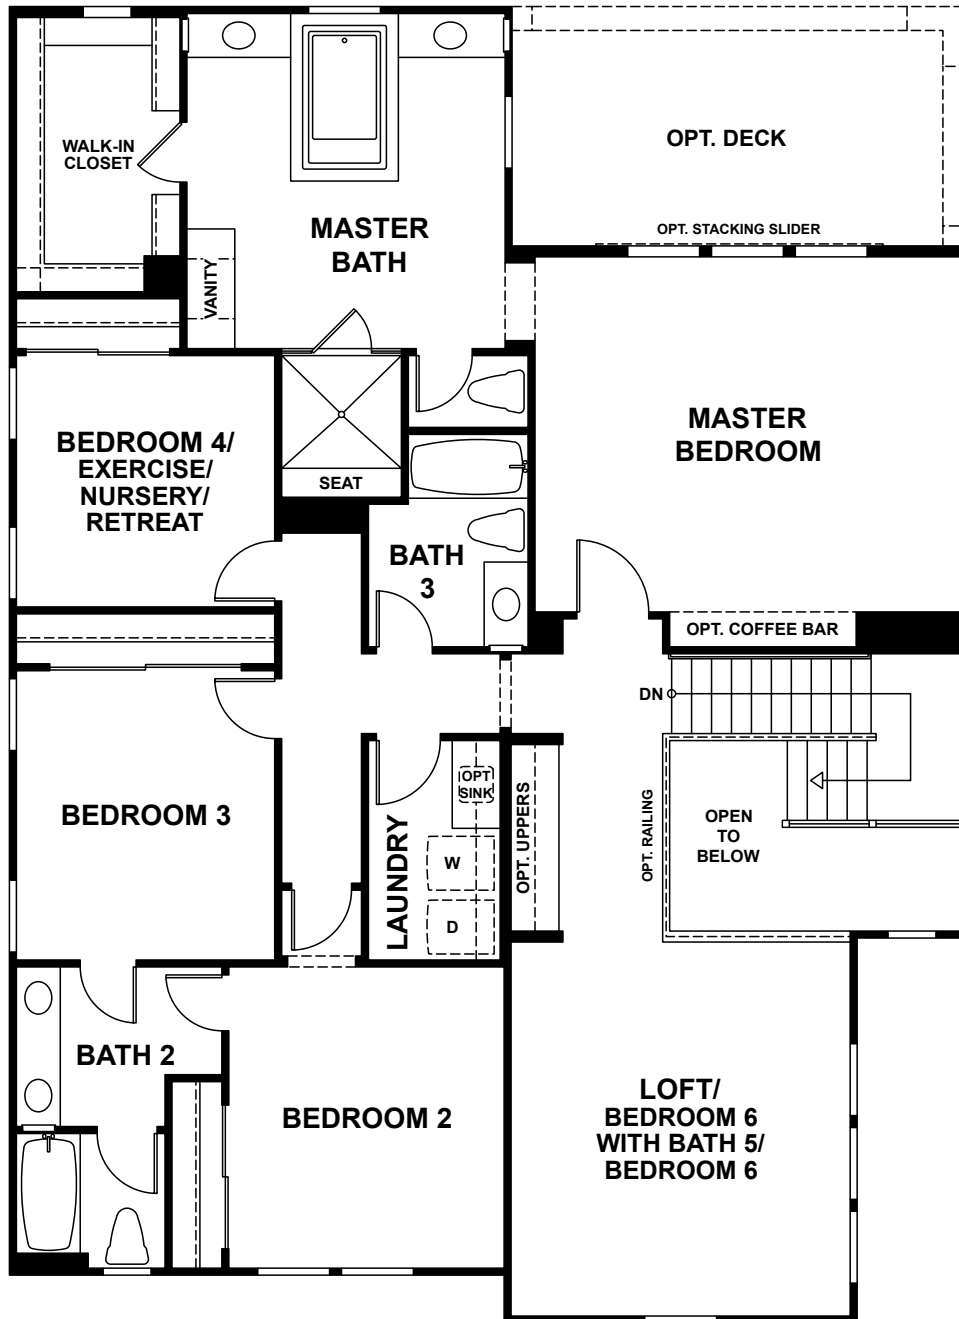 WALK-IN
CLOSET
MASTER
BATH
OPT. DECK
OPT. STACKING SLIDER
VANITY
MASTER
BEDROOM
BEDROOM 4/
EXERCISE/
NURSERY/
RETREAT
SEAT
BATH
3
OPT. COFFEE BAR
DN
BEDROOM 3
OPT
SINK
LAUNDRY
W
D
OPT. UPPERS
OPT. RAILING
OPEN
TO
BELOW
BATH 2
BEDROOM 2
LOFT/
BEDROOM 6
WITH BATH 5/
BEDROOM 6